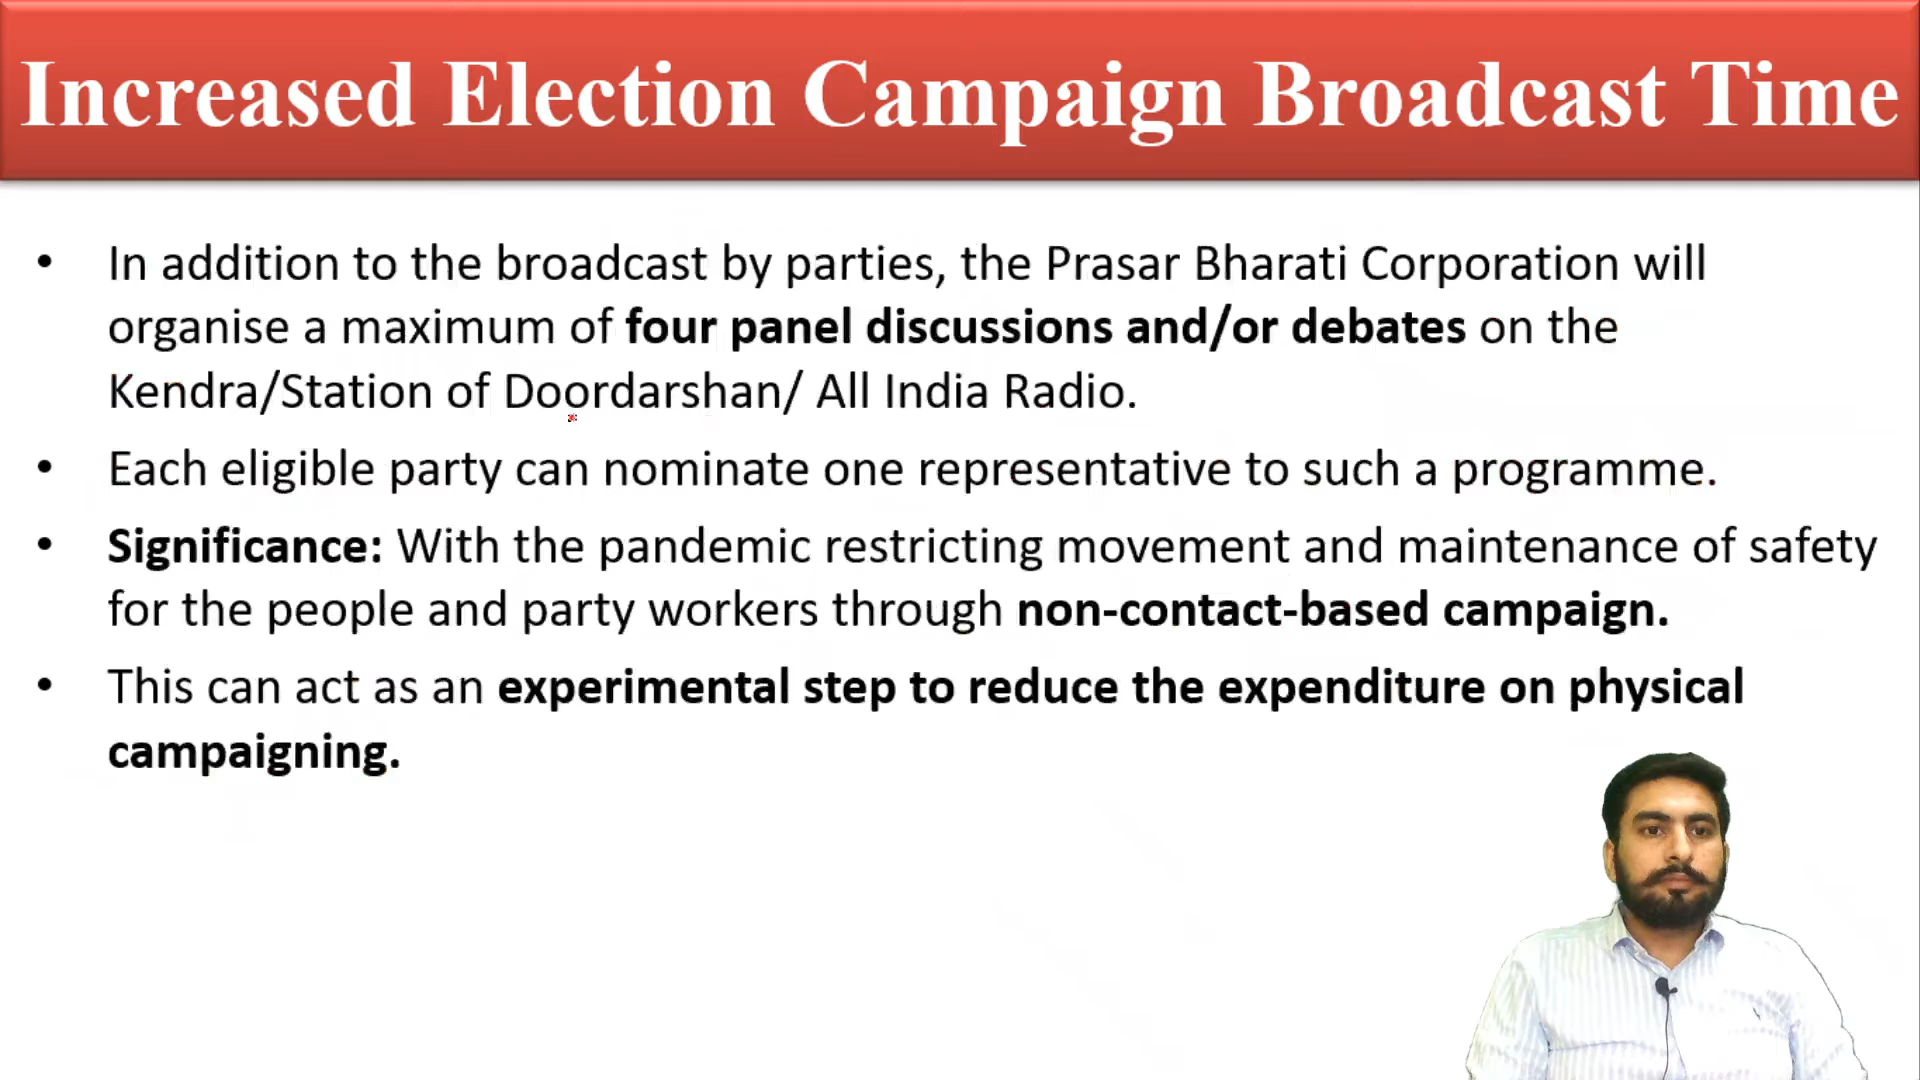 Increased Election Campaign Broadcast Time
• In addition to the broadcast by parties, the Prasar Bharati Corporation will
organise a maximum of four panel discussions and/or debates on the
Kendra/Station of Doordarshan/ All India Radio.
• Each eligible party can nominate one representative to such a programme.
• Significance: With the pandemic restricting movement and maintenance of safety
for the people and party workers through non-contact-based campaign.
• This can act as an experimental step to reduce the expenditure on physical
campaigning.